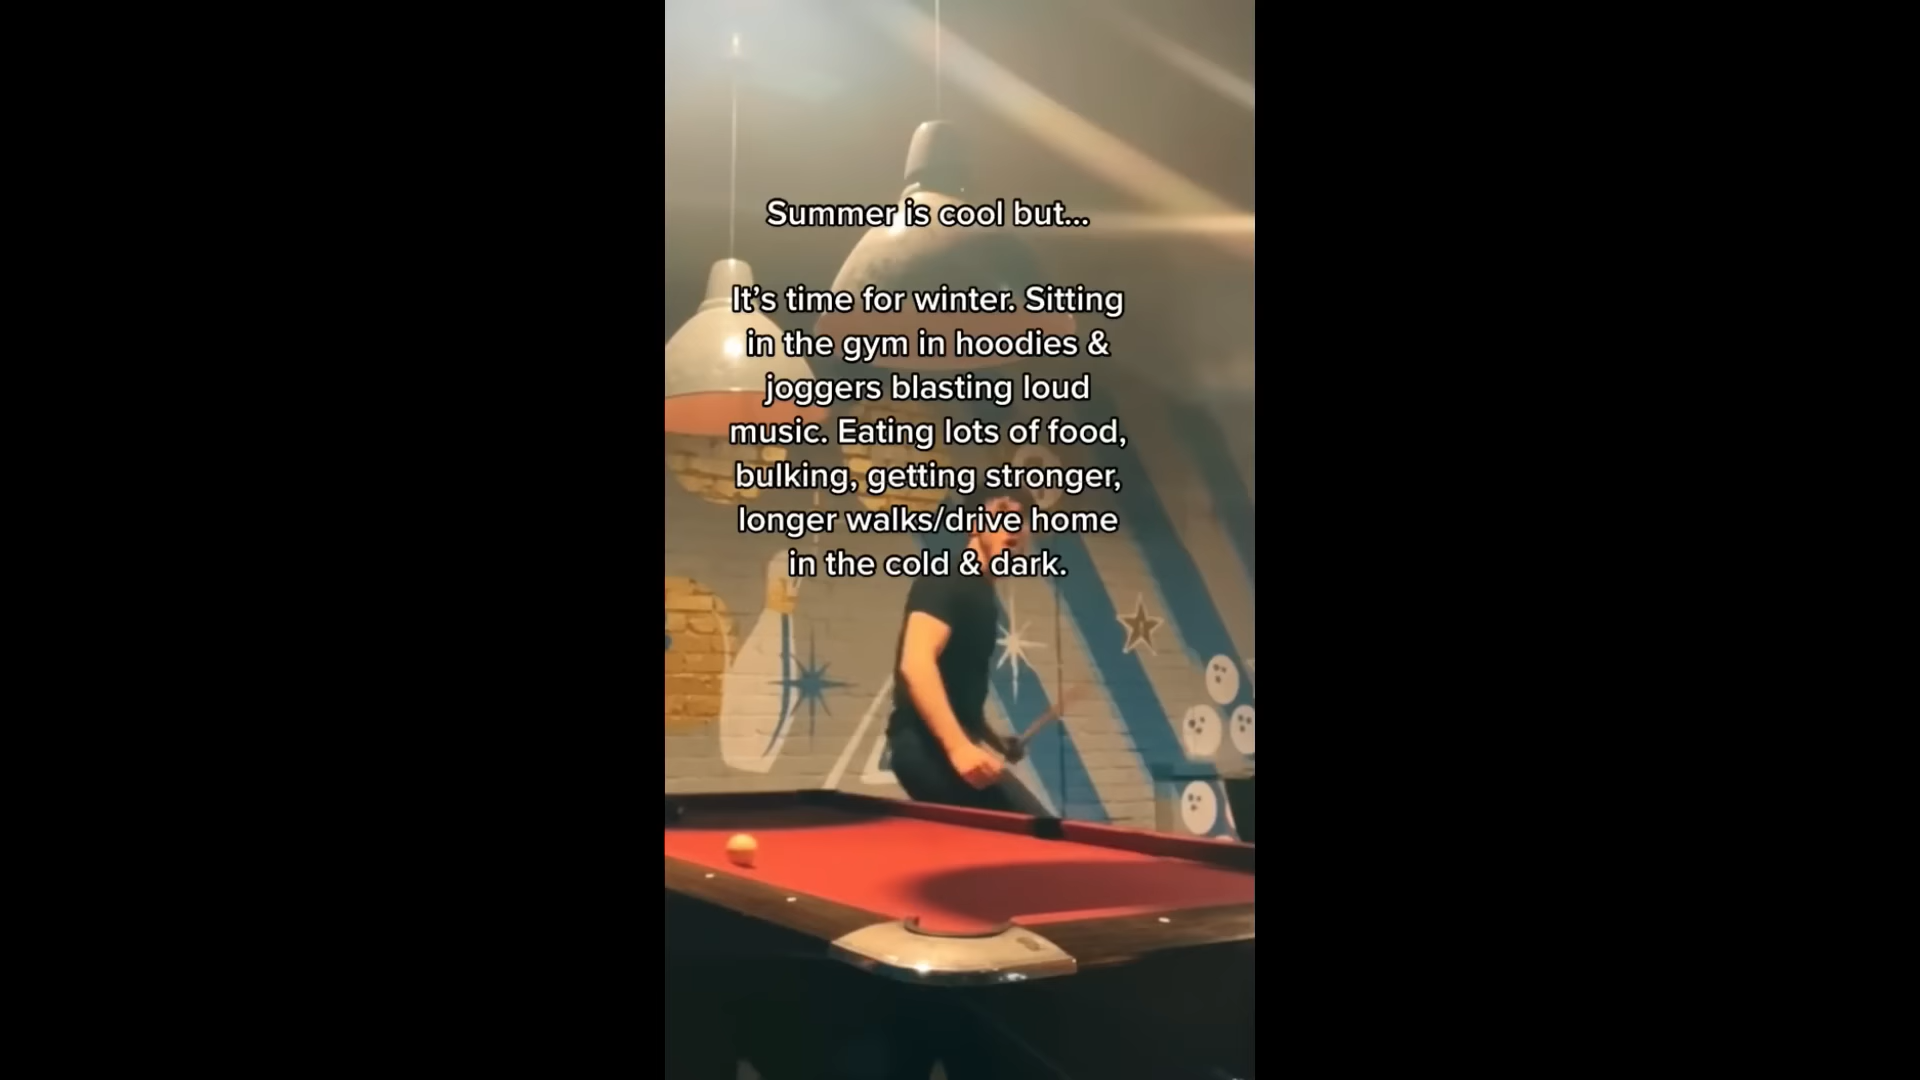 Summer is cool but...
It's time for winter. Sitting
in the gym in hoodies &
joggers blasting loud
music. Eating lots of food,
bulking, getting stronger,
longer walks/drive home
in the cold & dark.